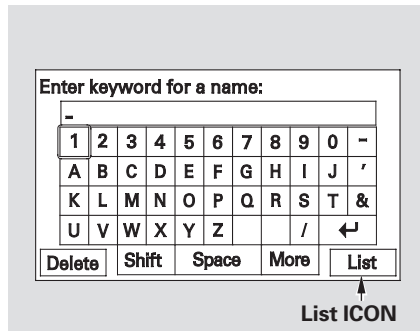 Enter keyword for a name:
-
1 2 3 4 5 6 7 8 9 0 -
A B C D E F G H I J '
K L M N O P Q R S T &
U V W X Y Z / ↵
Delete Shift Space More List
List ICON